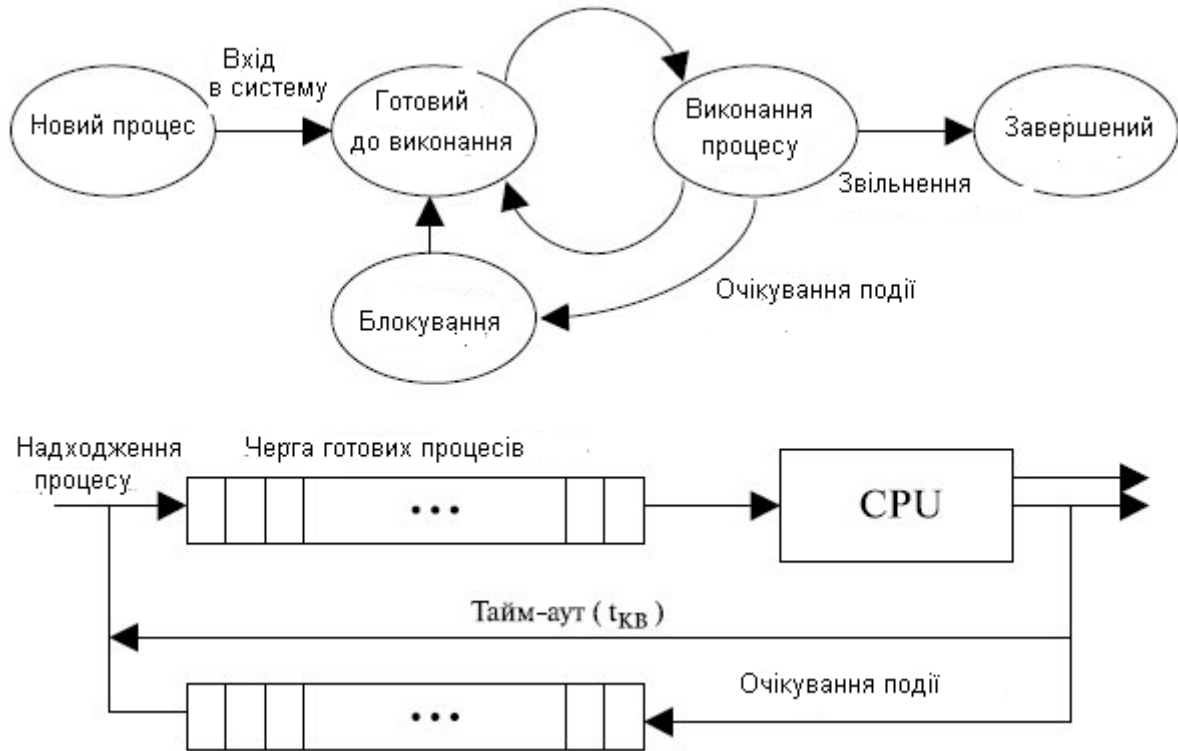 Вхід
в систему
Новий процес
Готовий
до виконання
Виконання
процесу
Завершений
Звільнення
Очікування події
Блокування
Надходження
процесу
Черга готових процесів
...
CPU
Тайм-аут ( tКВ )
Очікування події
...